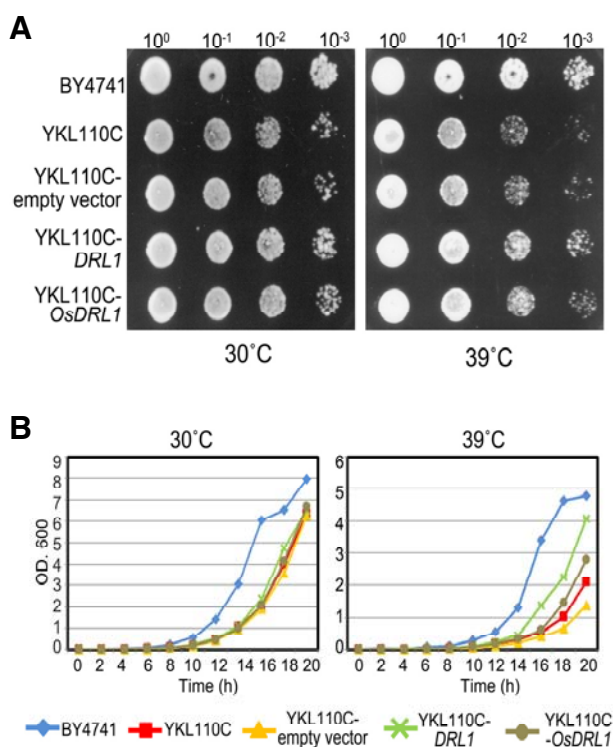 A
10⁰ 10⁻¹ 10⁻² 10⁻³ 10⁰ 10⁻¹ 10⁻² 10⁻³
BY4741
YKL110C
YKL110C-
empty vector
YKL110C-
DRL1
YKL110C-
OsDRL1
30˚C 39˚C
B
30˚C 39˚C
9 8 7 6 5 4 3 2 1 0
OD. 600
6 5 4 3 2 1 0
0 2 4 6 8 10 12 14 16 18 20 0 2 4 6 8 10 12 14 16 18 20
Time (h) Time (h)
BY4741 YKL110C YKL110C-
empty vector YKL110C-
DRL1 YKL110C
-OsDRL1